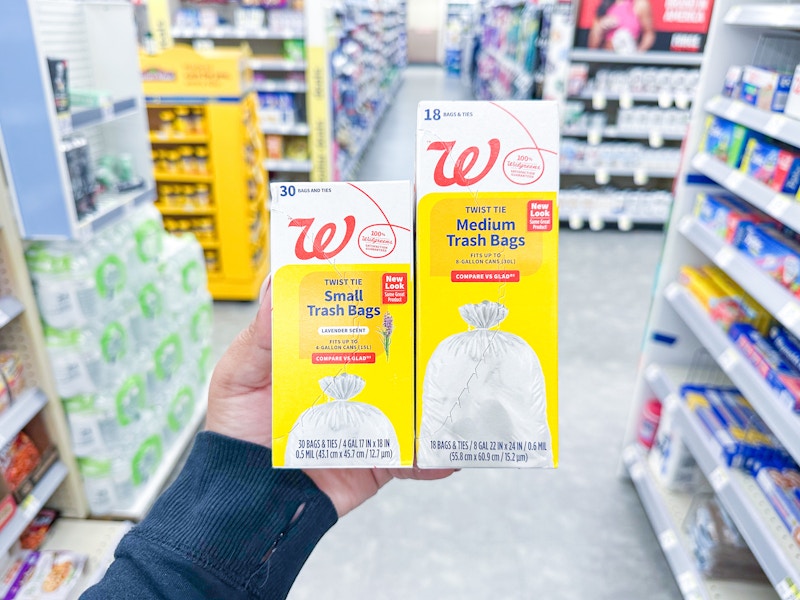 30 BAGS AND TIES
W
100%
Walgreens
SATISFACTION
GUARANTEED
TWIST TIE
Small
Trash Bags
LAVENDER SCENT
FITS UP TO
4-GALLON CANS (15L)
COMPARE VS GLAD
New
Look
Same Great
Product
30 BAGS & TIES / 4 GAL 17 IN x 18 IN
0.5 MIL (43.1 cm x 45.7 cm / 12.7 µm)
18 BAGS & TIES
W
100%
Walgreens
SATISFACTION
GUARANTEED
TWIST TIE
Medium
Trash Bags
FITS UP TO
8-GALLON CANS (30L)
COMPARE VS GLAD
New
Look
Same Great
Product
18 BAGS & TIES / 8 GAL 22 IN x 24 IN / 0.6 MIL
(55.8 cm x 60.9 cm / 15.2 µm)